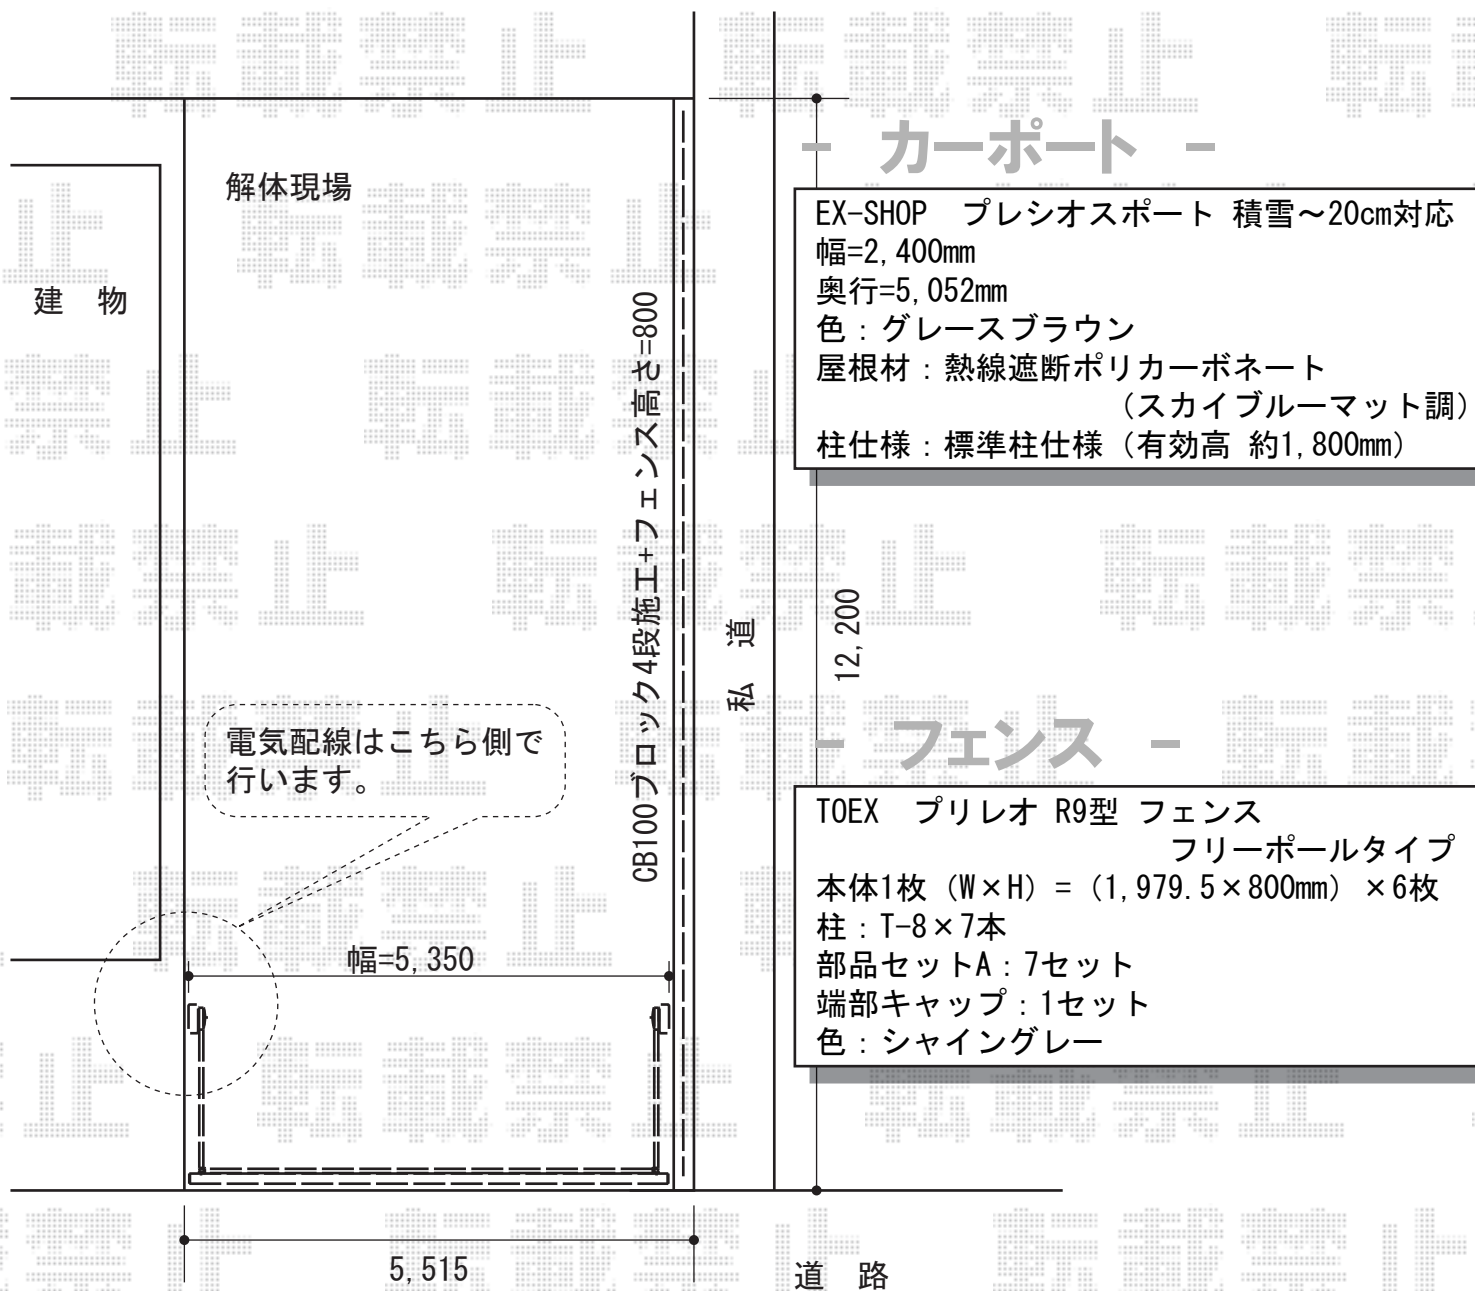 転載禁止
- カーポート -
EX-SHOP プレシオスポート 積雪～20cm対応
幅=2,400mm
奥行=5,052mm
色：グレースブラウン
屋根材：熱線遮断ポリカーボネート
（スカイブルーマット調）
柱仕様：標準柱仕様（有効高 約1,800mm）
解体現場
建 物
CB100ブロック4段施工+フェンス高さ=800
私 道
12,200
電気配線はこちら側で
行います。
- フェンス -
TOEX プリレオ R9型 フェンス
フリーポールタイプ
本体1枚（W×H）=（1,979.5×800mm）×6枚
柱：T-8×7本
部品セットA：7セット
端部キャップ：1セット
色：シャイングレー
幅=5,350
5,515
道 路